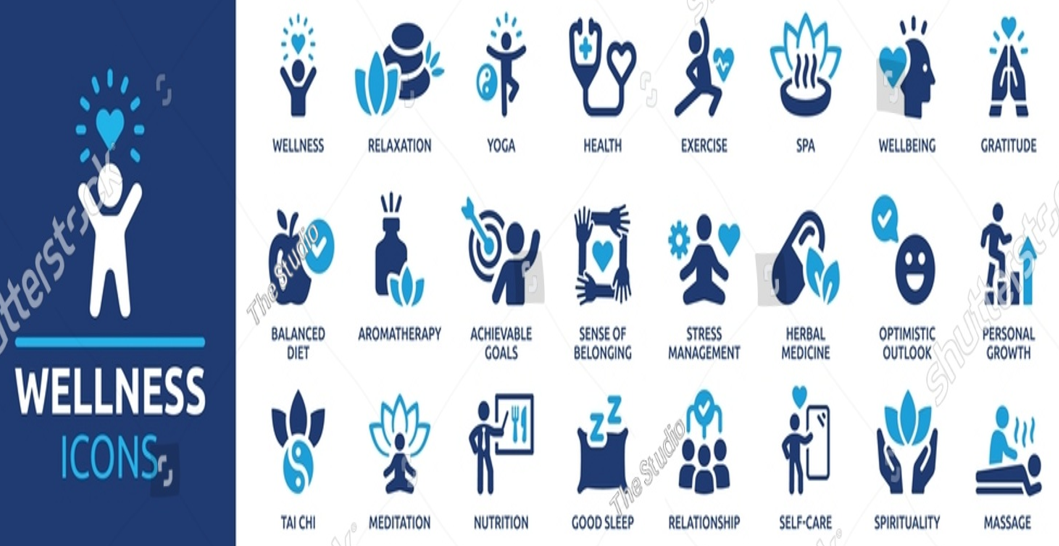 WELLNESS
ICONS
WELLNESS
RELAXATION
YOGA
HEALTH
EXERCISE
SPA
WELLBEING
GRATITUDE
BALANCED
DIET
AROMATHERAPY
ACHIEVABLE
GOALS
SENSE OF
BELONGING
STRESS
MANAGEMENT
HERBAL
MEDICINE
OPTIMISTIC
OUTLOOK
PERSONAL
GROWTH
TAI CHI
MEDITATION
NUTRITION
GOOD SLEEP
RELATIONSHIP
SELF-CARE
SPIRITUALITY
MASSAGE
shutterstock
The Studio
The Studio
shutterstock